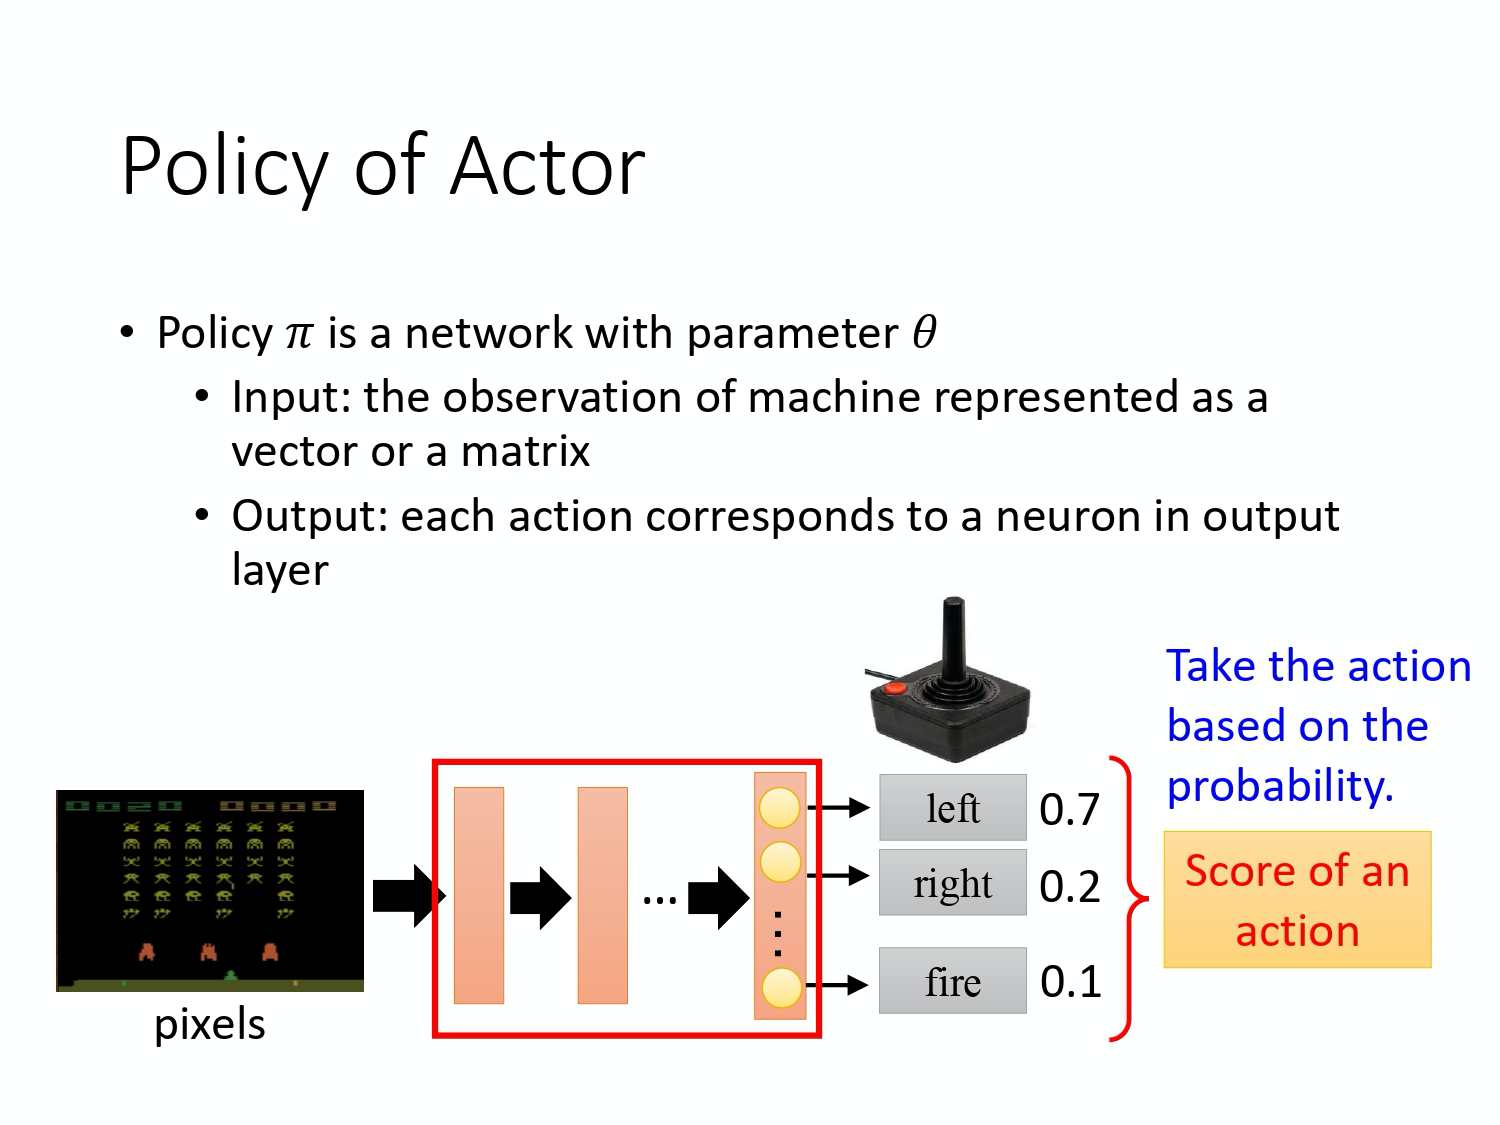 Policy of Actor
• Policy π is a network with parameter θ
• Input: the observation of machine represented as a
vector or a matrix
• Output: each action corresponds to a neuron in output
layer
Take the action
based on the
probability.
left 0.7
right 0.2
fire 0.1
...
⋮
Score of an
action
pixels